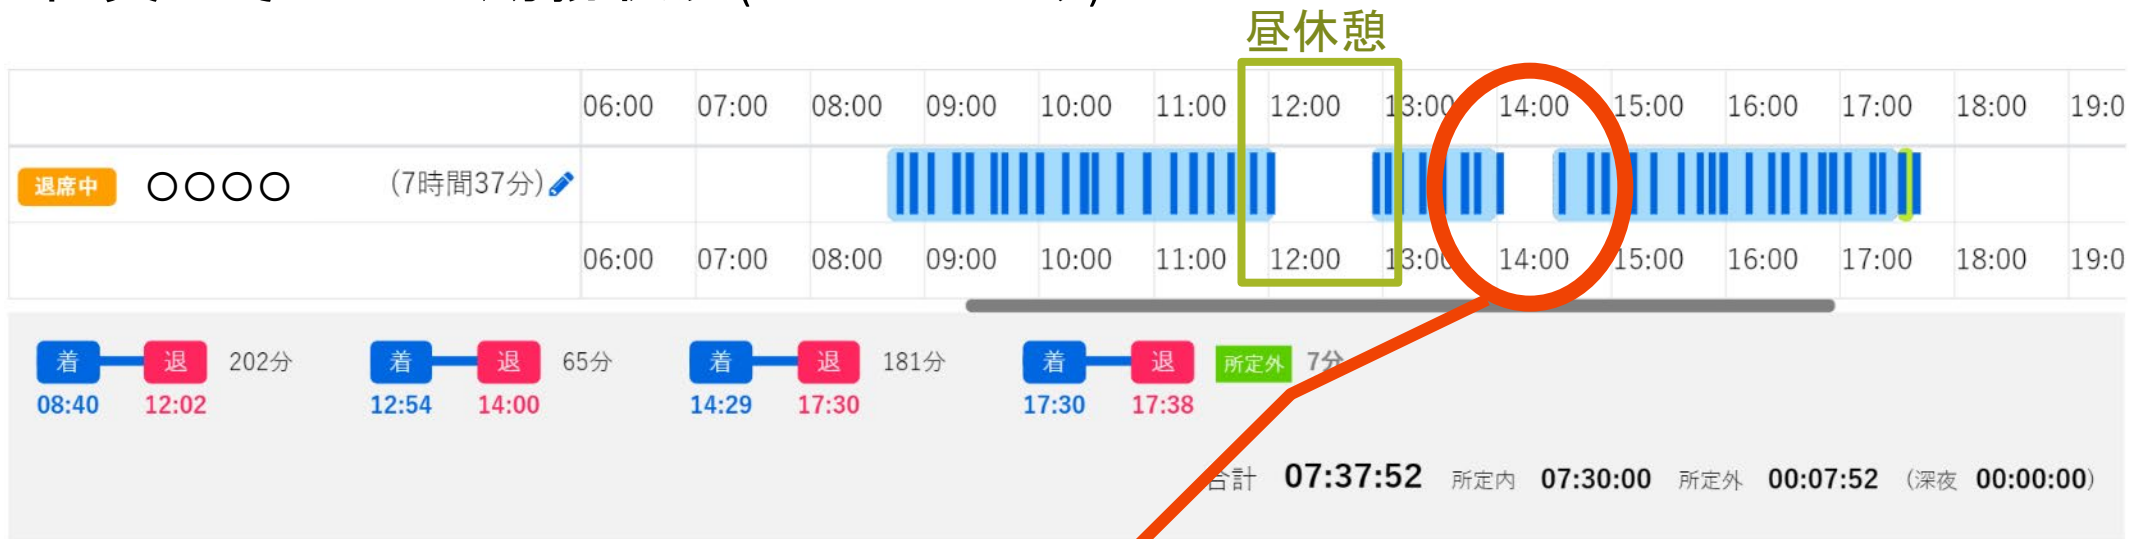 昼休憩
06:00 07:00 08:00 09:00 10:00 11:00 12:00 13:00 14:00 15:00 16:00 17:00 18:00 19:0
退席中 〇〇〇〇 (7時間37分)
06:00 07:00 08:00 09:00 10:00 11:00 12:00 13:00 14:00 15:00 16:00 17:00 18:00 19:0
着 退 202分 着 退 65分 着 退 181分 着 退 所定外 7分
08:40 12:02 12:54 14:00 14:29 17:30 17:30 17:38
合計 07:37:52 所定内 07:30:00 所定外 00:07:52 (深夜 00:00:00)